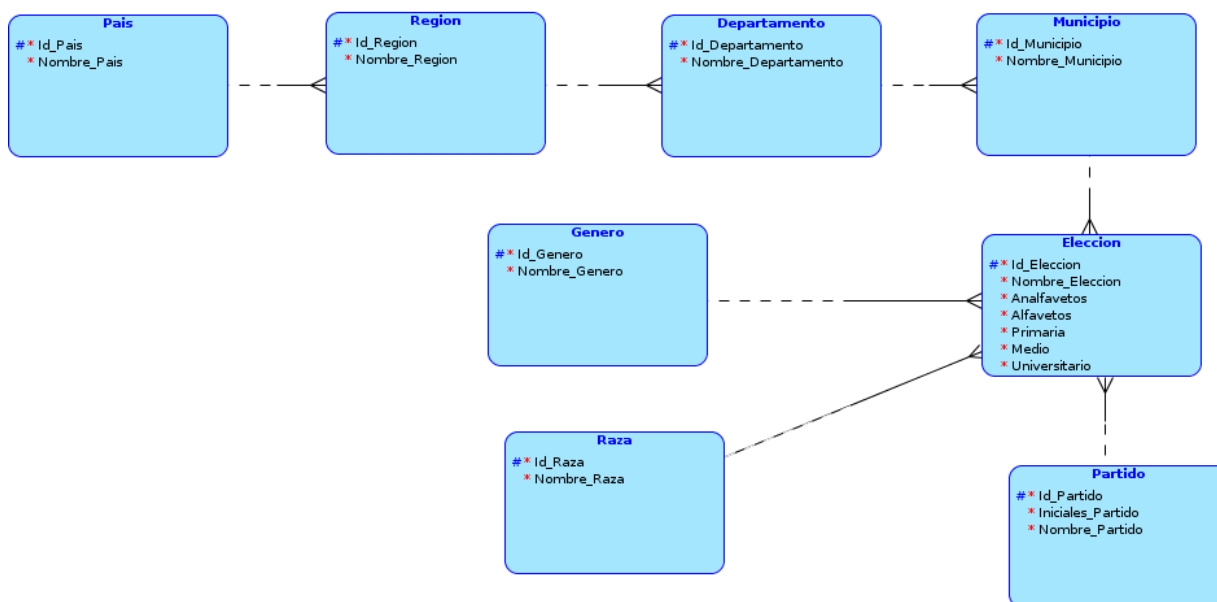 Pais
#* Id_Pais
* Nombre_Pais
Region
#* Id_Region
* Nombre_Region
Departamento
#* Id_Departamento
* Nombre_Departamento
Municipio
#* Id_Municipio
* Nombre_Municipio
Genero
#* Id_Genero
* Nombre_Genero
Eleccion
#* Id_Eleccion
* Nombre_Eleccion
* Analfavetos
* Alfavetos
* Primaria
* Medio
* Universitario
Raza
#* Id_Raza
* Nombre_Raza
Partido
#* Id_Partido
* Iniciales_Partido
* Nombre_Partido